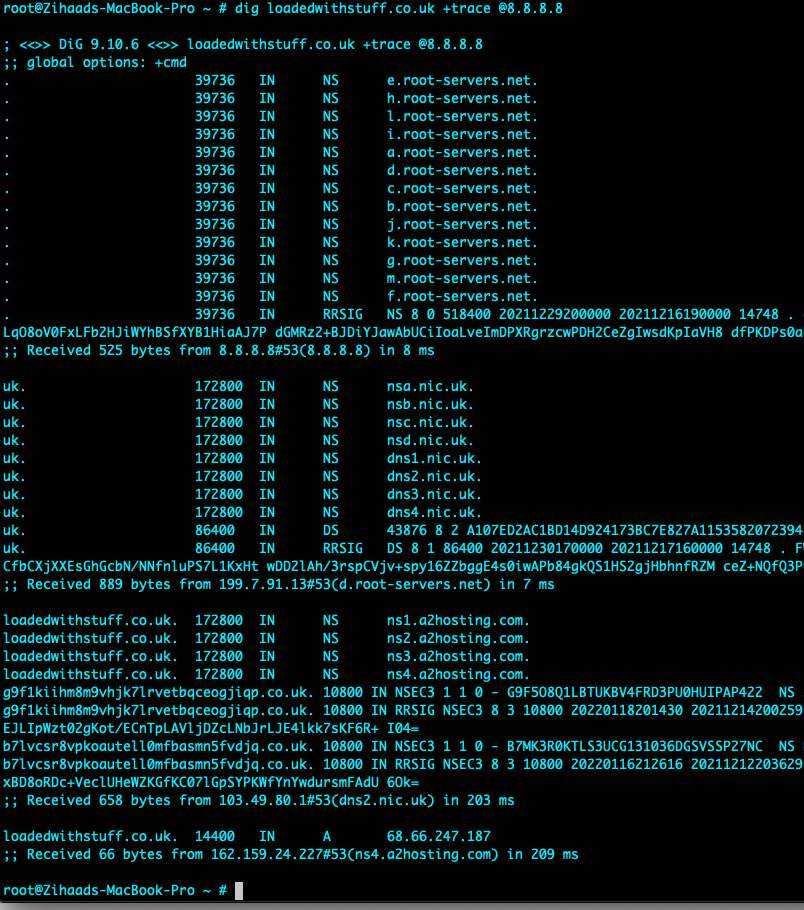 root@Zihaads-MacBook-Pro ~ # dig loadedwithstuff.co.uk +trace @8.8.8.8
; <<>> DiG 9.10.6 <<>> loadedwithstuff.co.uk +trace @8.8.8.8
;; global options: +cmd
. 39736 IN NS e.root-servers.net.
. 39736 IN NS h.root-servers.net.
. 39736 IN NS l.root-servers.net.
. 39736 IN NS i.root-servers.net.
. 39736 IN NS a.root-servers.net.
. 39736 IN NS d.root-servers.net.
. 39736 IN NS c.root-servers.net.
. 39736 IN NS b.root-servers.net.
. 39736 IN NS j.root-servers.net.
. 39736 IN NS k.root-servers.net.
. 39736 IN NS g.root-servers.net.
. 39736 IN NS m.root-servers.net.
. 39736 IN NS f.root-servers.net.
. 39736 IN RRSIG NS 8 0 518400 20211229200000 20211216190000 14748 .
LqO8oV0FxLFb2HJiWYhBSfXYB1HiaAJ7P dGMRz2+BJDiYJawAbUCiIoaLveImDPXRgrzcwPDH2CeZgIwsdKpIaVH8 dfPKDPs0a
;; Received 525 bytes from 8.8.8.8#53(8.8.8.8) in 8 ms
uk. 172800 IN NS nsa.nic.uk.
uk. 172800 IN NS nsb.nic.uk.
uk. 172800 IN NS nsc.nic.uk.
uk. 172800 IN NS nsd.nic.uk.
uk. 172800 IN NS dns1.nic.uk.
uk. 172800 IN NS dns2.nic.uk.
uk. 172800 IN NS dns3.nic.uk.
uk. 172800 IN NS dns4.nic.uk.
uk. 86400 IN DS 43876 8 2 A107ED2AC1BD14D924173BC7E827A1153582072394
uk. 86400 IN RRSIG DS 8 1 86400 20211230170000 20211217160000 14748 . F
CfbCXjXXEsGhGcbN/NNfnluPS7L1KxHt wDD2lAh/3rspCVjv+spy16ZZbggE4s0iwAPb84gkQS1HS2gjHbhnfRZM ceZ+NQfQ3P
;; Received 889 bytes from 199.7.91.13#53(d.root-servers.net) in 7 ms
loadedwithstuff.co.uk. 172800 IN NS ns1.a2hosting.com.
loadedwithstuff.co.uk. 172800 IN NS ns2.a2hosting.com.
loadedwithstuff.co.uk. 172800 IN NS ns3.a2hosting.com.
loadedwithstuff.co.uk. 172800 IN NS ns4.a2hosting.com.
g9f1kiihm8m9vhjk7lrvetbqceogjiqp.co.uk. 10800 IN NSEC3 1 1 0 - G9F5O8Q1LBTUKBV4FRD3PU0HUIPAP422 NS
g9f1kiihm8m9vhjk7lrvetbqceogjiqp.co.uk. 10800 IN RRSIG NSEC3 8 3 10800 20220118201430 20211214200259
EJLIpWzt02gKot/ECnTpLAVljDZcLNbJrLJE4lkk7sKF6R+ I04=
b7lvcsr8vpkoautell0mfbasmn5fvdjq.co.uk. 10800 IN NSEC3 1 1 0 - B7MK3R0KTLS3UCG131036DGSVSSP27NC NS
b7lvcsr8vpkoautell0mfbasmn5fvdjq.co.uk. 10800 IN RRSIG NSEC3 8 3 10800 20220116212616 20211212203629
xBD8oRDc+VeclUHeWZKGfKC07lGpSYPKWfYnYwdursmFAdU 6Ok=
;; Received 658 bytes from 103.49.80.1#53(dns2.nic.uk) in 203 ms
loadedwithstuff.co.uk. 14400 IN A 68.66.247.187
;; Received 66 bytes from 162.159.24.227#53(ns4.a2hosting.com) in 209 ms
root@Zihaads-MacBook-Pro ~ #